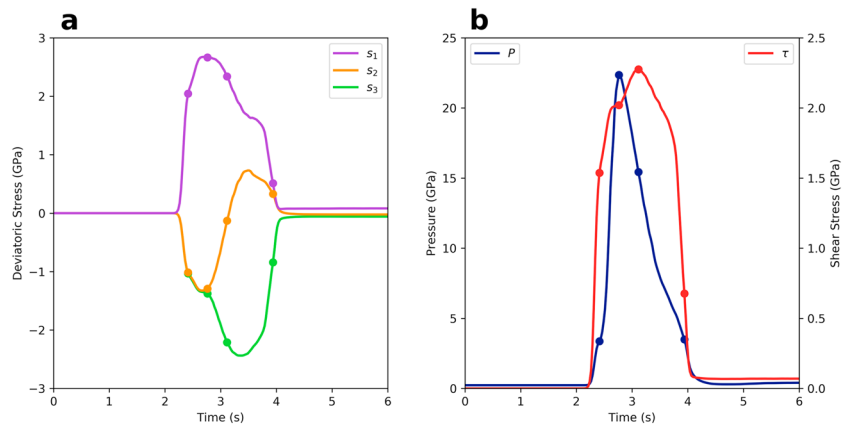 a
3
2
1
0
−1
−2
−3
Deviatoric Stress (GPa)
s1
s2
s3
0 1 2 3 4 5 6
Time (s)
b
25
20
15
10
5
0
Pressure (GPa)
P
τ
2.5
2.0
1.5
1.0
0.5
0.0
Shear Stress (GPa)
0 1 2 3 4 5 6
Time (s)